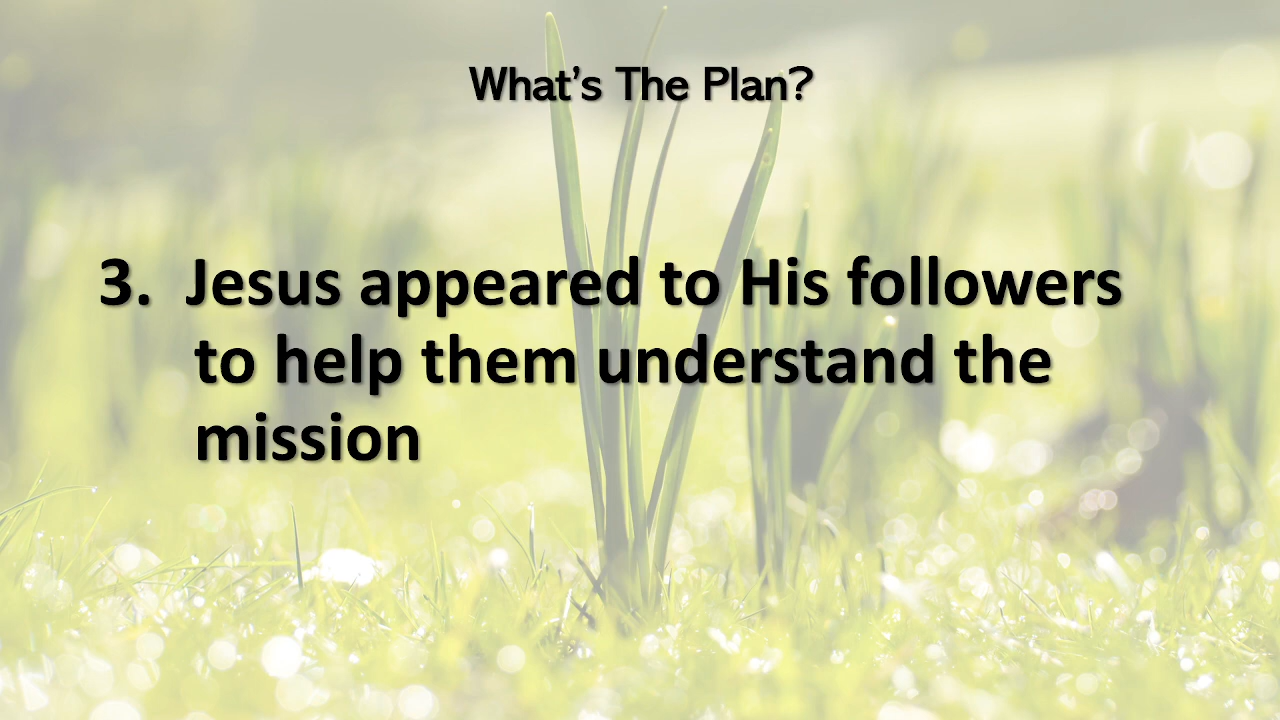 What’s The Plan?
3. Jesus appeared to His followers
to help them understand the
mission